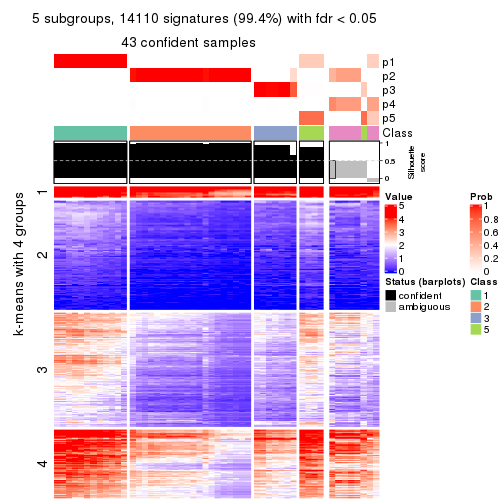 5 subgroups, 14110 signatures (99.4%) with fdr < 0.05
43 confident samples
p1
p2
p3
p4
p5
Class
1
0.5
0
Silhouette
score
k-means with 4 groups
1
2
3
4
Value
5
4
3
2
1
0
Prob
1
0.8
0.6
0.4
0.2
0
Status (barplots)
confident
ambiguous
Class
1
2
3
5